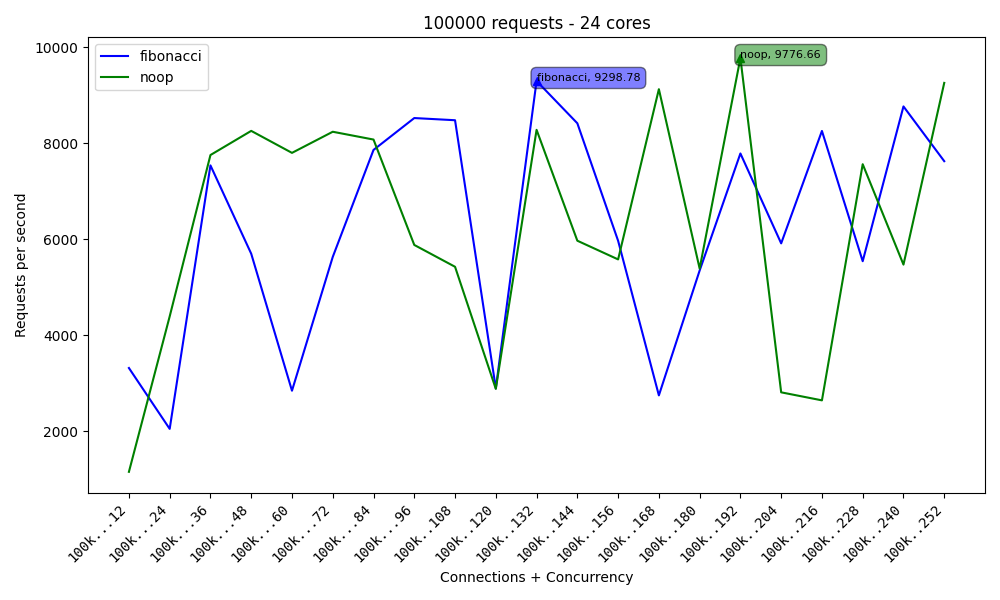 100000 requests - 24 cores
fibonacci
noop
fibonacci, 9298.78
noop, 9776.66
Requests per second
10000
8000
6000
4000
2000
100k...12
100k...24
100k...36
100k...48
100k...60
100k...72
100k...84
100k...96
100k..108
100k..120
100k..132
100k..144
100k..156
100k..168
100k..180
100k..192
100k..204
100k..216
100k..228
100k..240
100k..252
Connections + Concurrency